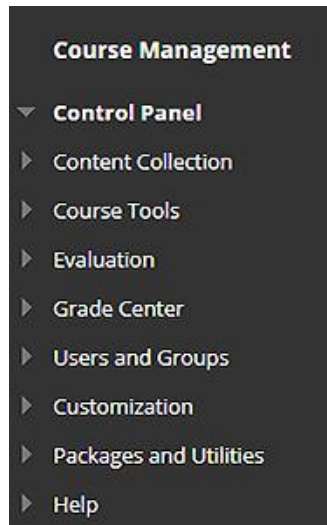 Course Management
Control Panel
Content Collection
Course Tools
Evaluation
Grade Center
Users and Groups
Customization
Packages and Utilities
Help